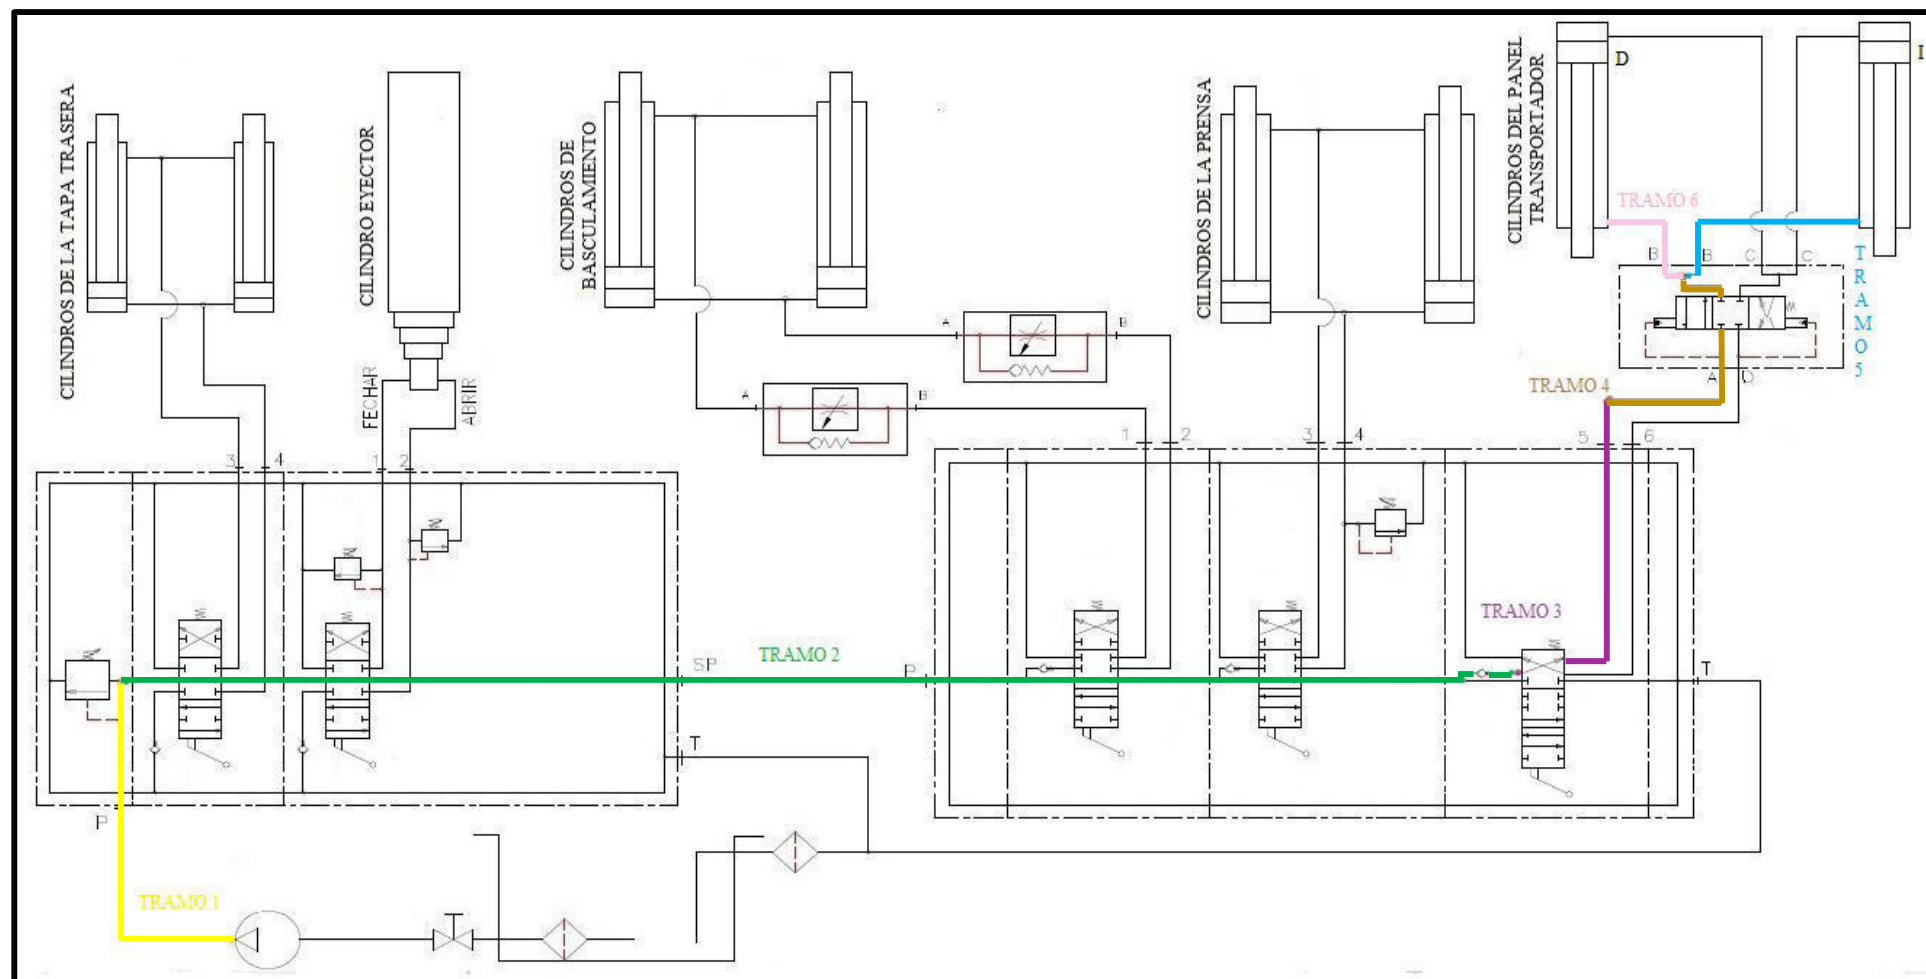 CILINDROS DE LA TAPA TRASERA
CILINDRO EYECTOR
CILINDROS DE
BASCULAMIENTO
CILINDROS DE LA PRENSA
CILINDROS DEL PANEL
TRANSPORTADOR
D
I
TRAMO 6
B
B
C
C
TRAMO 5
A
B
A
B
FECHAR
ABRIR
TRAMO 4
A
D
3
4
1
2
1
2
3
4
5
6
TRAMO 3
SP
TRAMO 2
P
T
T
P
TRAMO 1